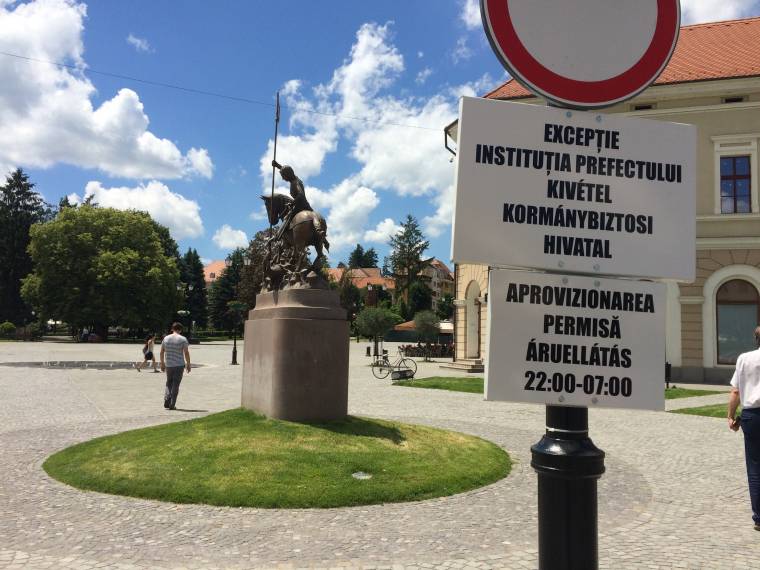 EXCEPȚIE
INSTITUȚIA PREFECTULUI
KIVÉTEL
KORMÁNYBIZTOSI
HIVATAL
APROVIZIONAREA
PERMISĂ
ÁRUELLÁTÁS
22:00-07:00